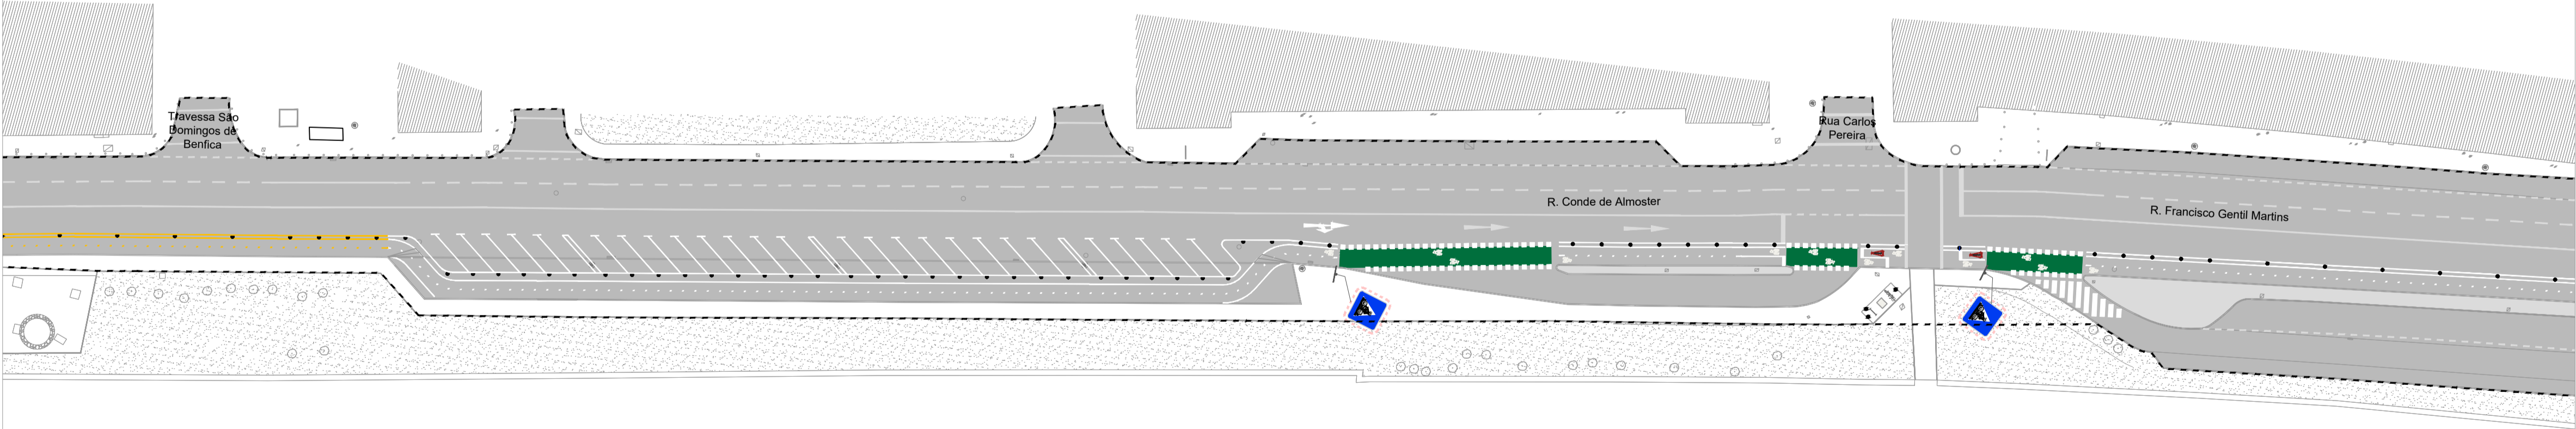 Travessa São
Domingos de
Benfica
R. Conde de Almoster
Rua Carlos
Pereira
R. Francisco Gentil Martins